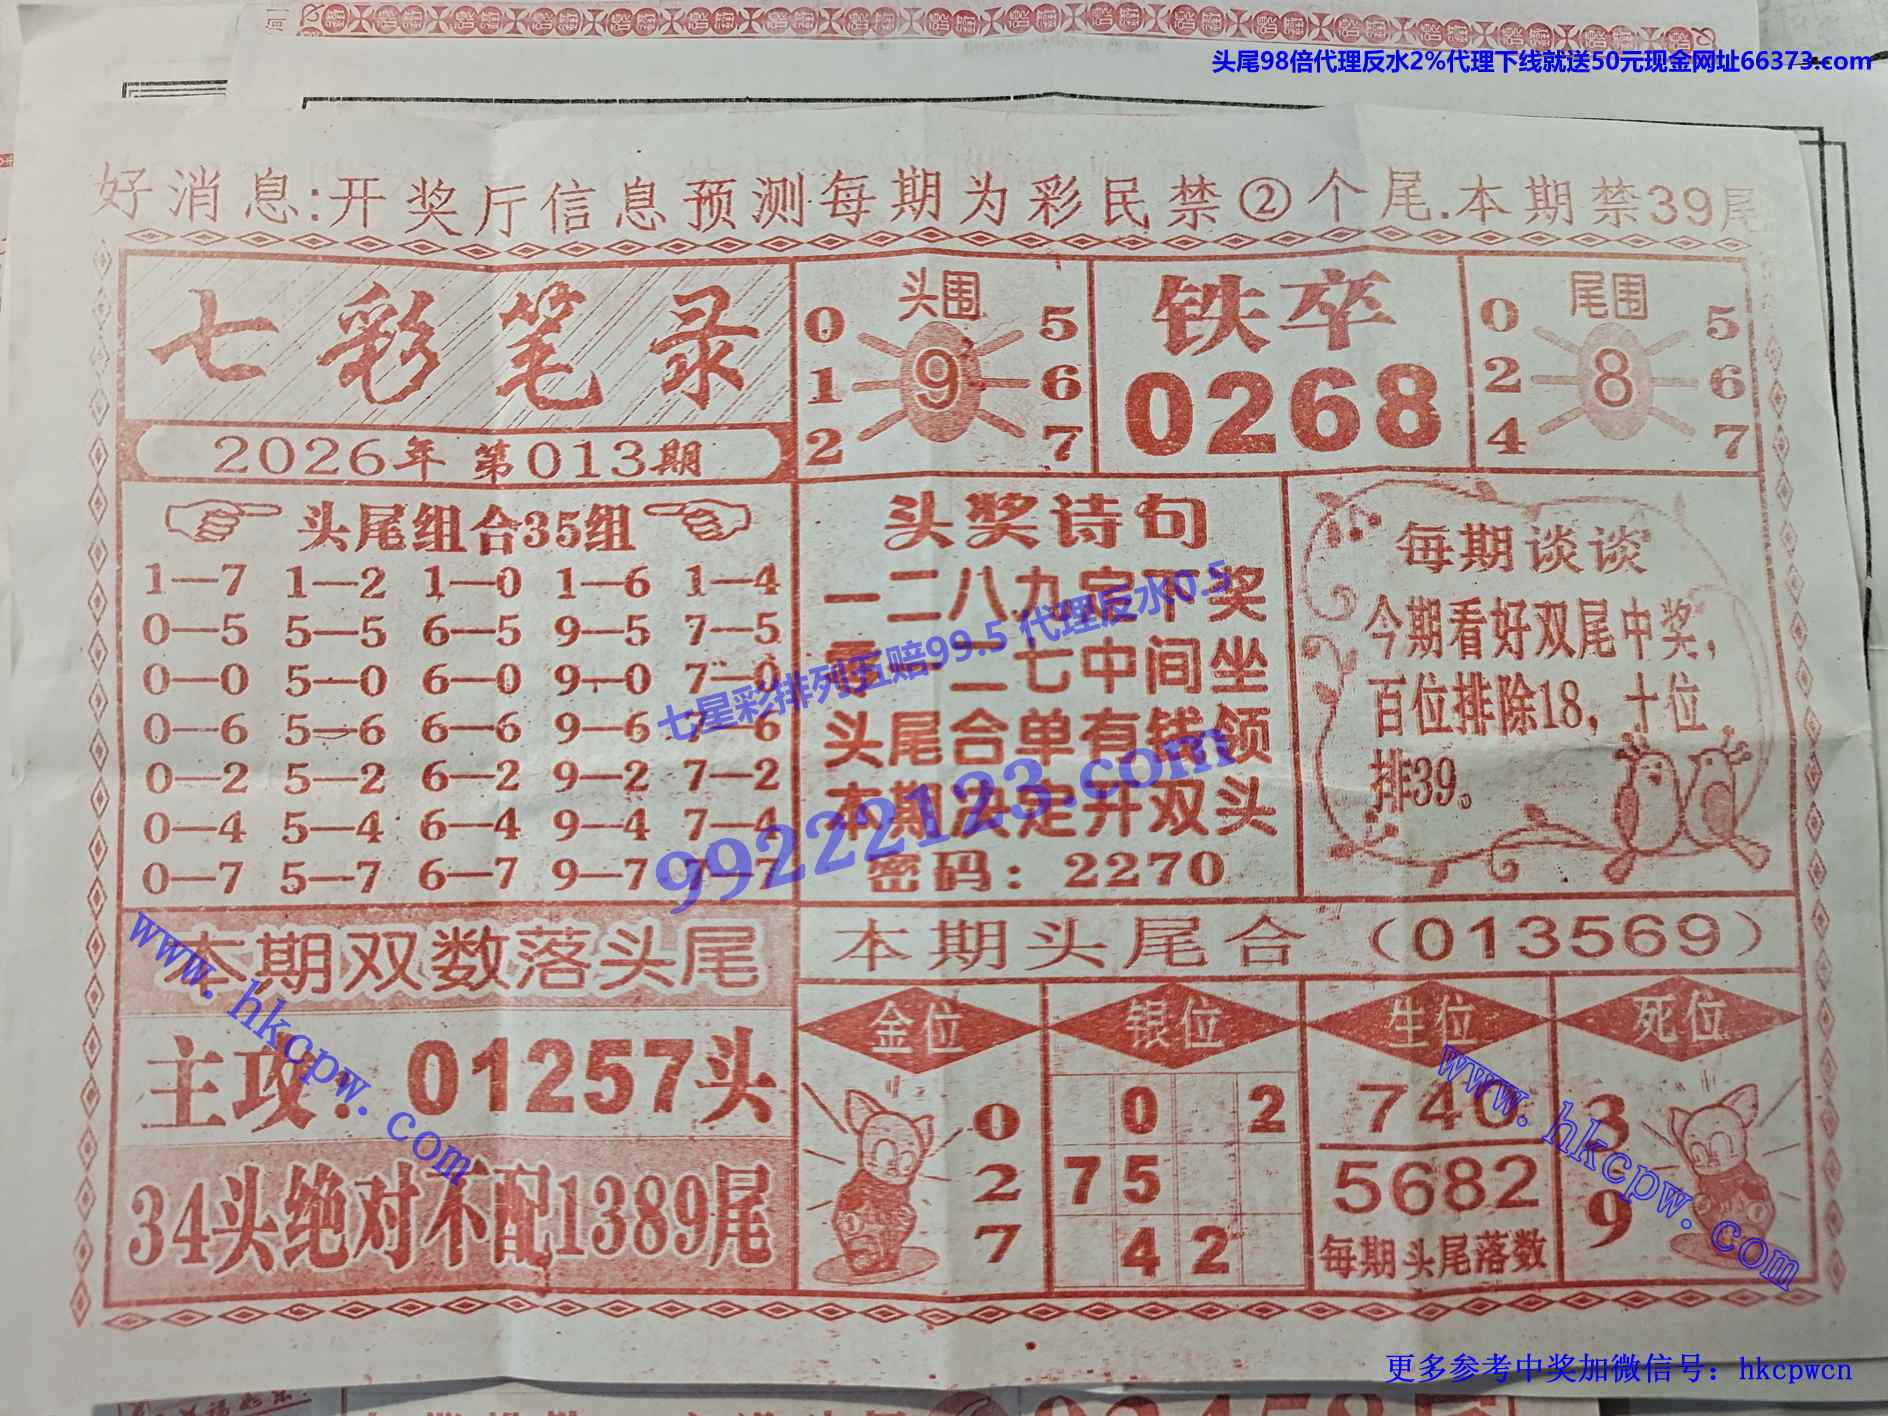 头尾98倍代理反水2%代理下线就送50元现金网址66373.com
好消息:开奖厅信息预测每期为彩民禁②个尾.本期禁39尾
七彩笔录
2026年 第013期
头围
0 5
1 9 6
2 7
铁卒
0268
尾围
0 5
2 8 6
4 7
头尾组合35组
1—7 1—2 1—0 1—6 1—4
0—5 5—5 6—5 9—5 7—5
0—0 5—0 6—0 9—0 7—0
0—6 5—6 6—6 9—6 7—6
0—2 5—2 6—2 9—2 7—2
0—4 5—4 6—4 9—4 7—4
0—7 5—7 6—7 9—7 7—7
头奖诗句
一二八九定下奖
二七中间坐
头尾合单有钱领
本期决定开双头
密码：2270
每期谈谈
今期看好双尾中奖，
百位排除18，十位
排39。
七星彩排列五赔99.5 代理反水0.5
99222123.com
本期双数落头尾
主攻：01257头
34头绝对不配1389尾
本期头尾合（013569）
金位
0
2
7
银位
0 2
7 5
4 2
生位
740
5682
每期头尾落数
死位
3
9
www.hkcpw.com
www.hkcpw.com
更多参考中奖加微信号：hkcpwcn